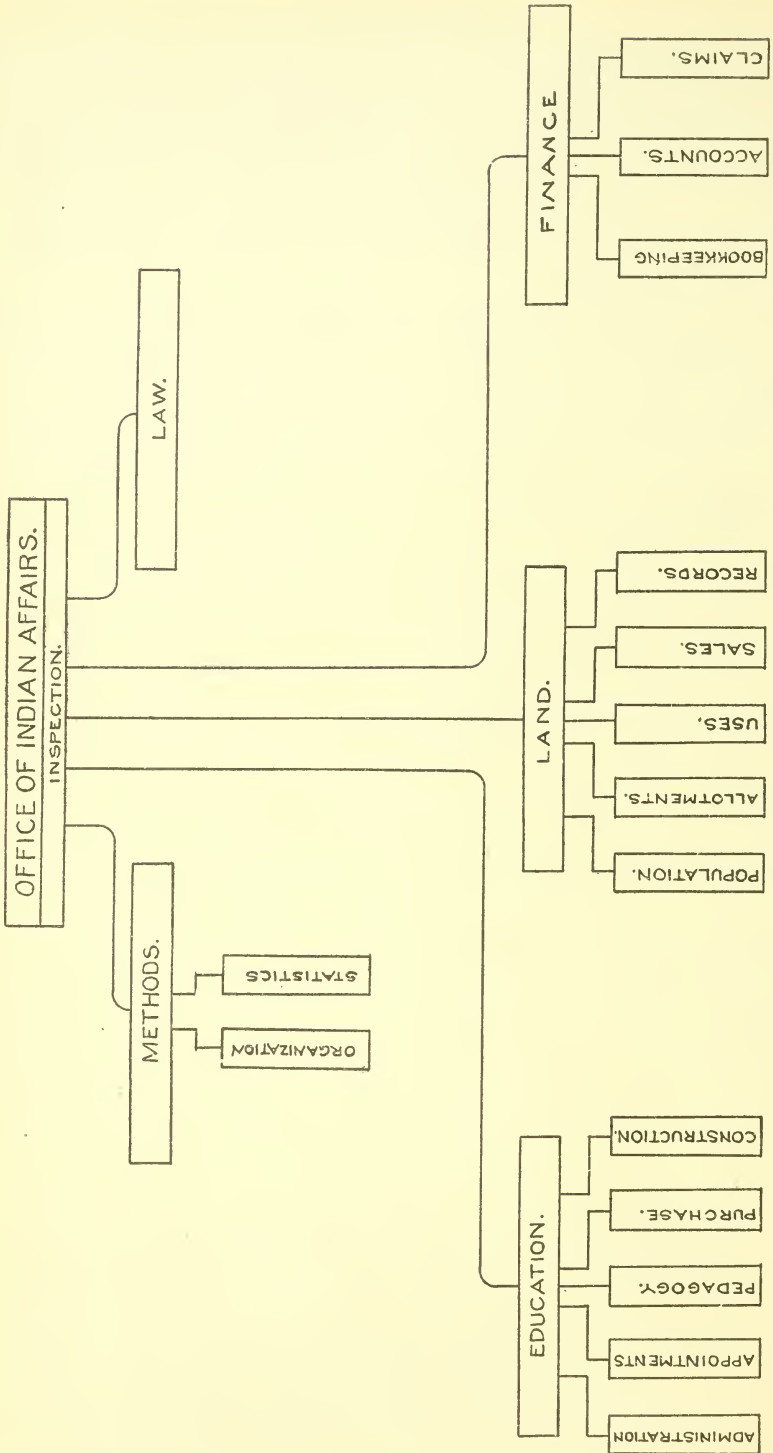 OFFICE OF INDIAN AFFAIRS.
INSPECTION.
METHODS.
ORGANIZATION
STATISTICS
LAW.
EDUCATION.
ADMINISTRATION
APPOINTMENTS
PEDAGOGY.
PURCHASE.
CONSTRUCTION.
LAND.
POPULATION.
ALLOTMENTS.
USES.
SALES.
RECORDS.
FINANCE
BOOKKEEPING
ACCOUNTS.
CLAIMS.